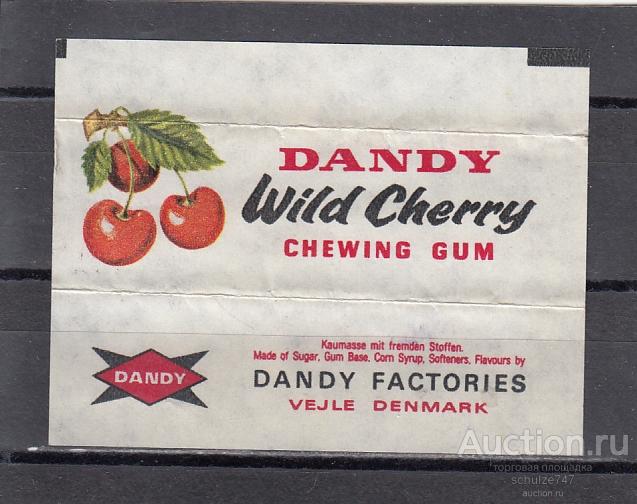 DANDY
Wild Cherry
CHEWING GUM
Kaumasse mit fremden Stoffen.
Made of Sugar, Gum Base, Corn Syrup, Softeners, Flavours by
DANDY
DANDY FACTORIES
VEJLE DENMARK
Auction.ru
торговая площадка
schulze747
auction.ru